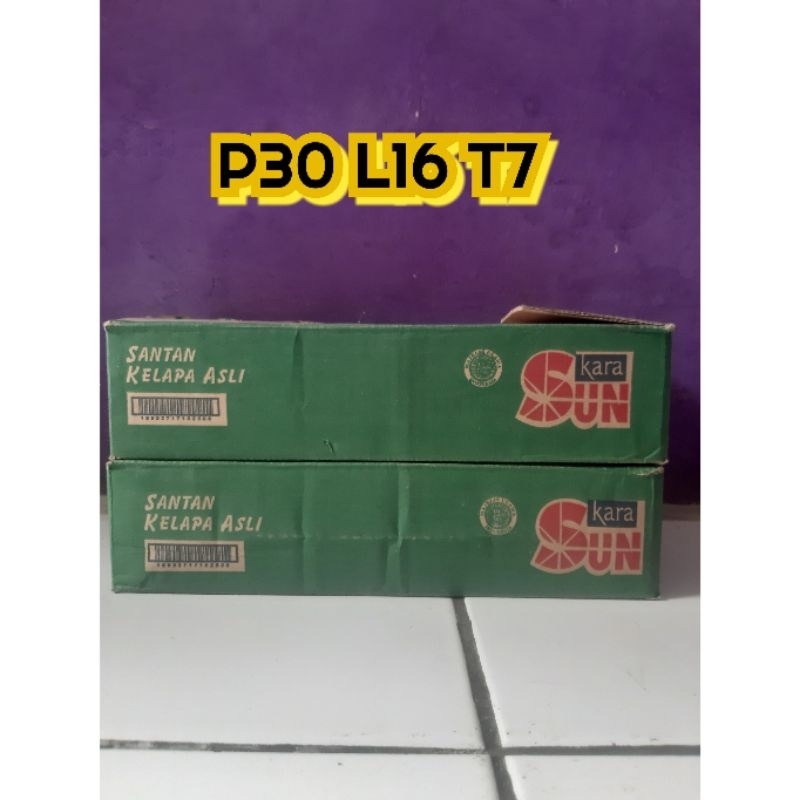 P30 L16 T7
SANTAN
KELAPA ASLI
kara
SUN
SANTAN
KELAPA ASLI
kara
SUN